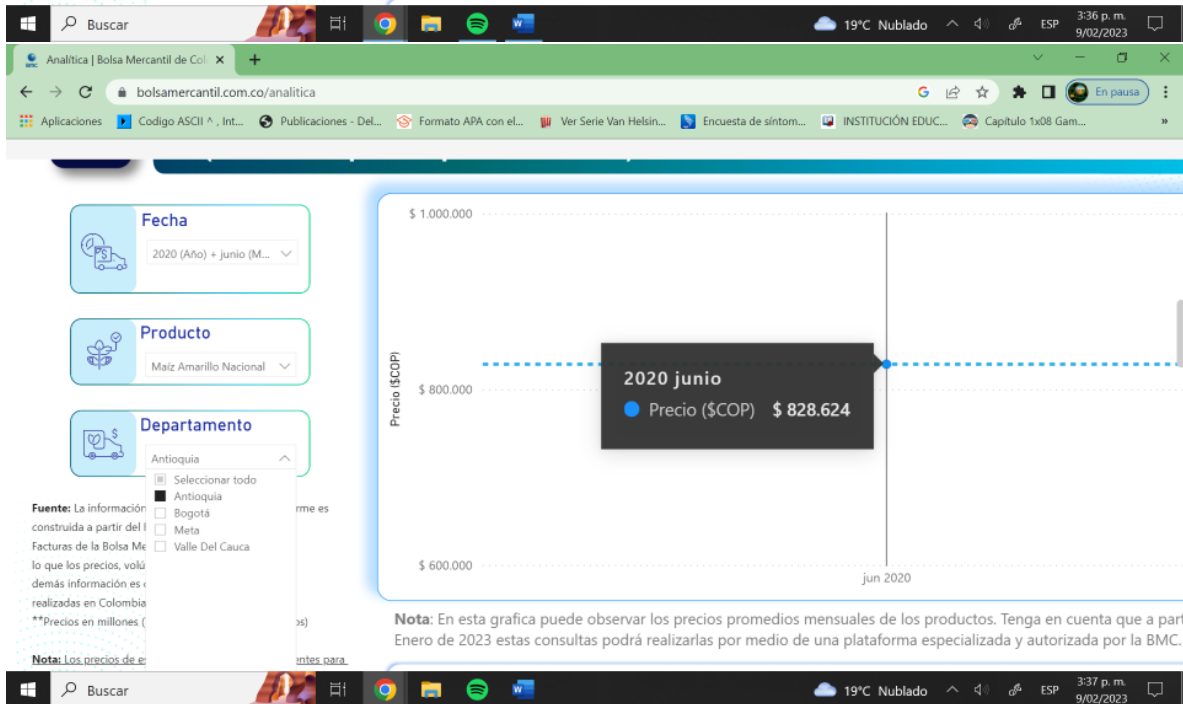 Buscar
19°C Nublado
ESP
3:36 p. m.
9/02/2023
Analítica | Bolsa Mercantil de Col
bolsamercantil.com.co/analitica
En pausa
Aplicaciones
Codigo ASCII ^ , Int...
Publicaciones - Del...
Formato APA con el...
Ver Serie Van Helsin...
Encuesta de síntom...
INSTITUCIÓN EDUC...
Capítulo 1x08 Gam...
»
Fecha
2020 (Año) + junio (M...
Producto
Maíz Amarillo Nacional
Departamento
Antioquia
Seleccionar todo
Antioquia
Bogotá
Meta
Valle Del Cauca
Fuente: La información rme es
construida a partir del
Facturas de la Bolsa Me
lo que los precios, volú
demás información es
realizadas en Colombia
**Precios en millones ( os)
Nota: Los precios de es entes para
Precio ($COP)
$ 1.000.000
$ 800.000
$ 600.000
2020 junio
Precio ($COP) $ 828.624
jun 2020
Nota: En esta grafica puede observar los precios promedios mensuales de los productos. Tenga en cuenta que a part
Enero de 2023 estas consultas podrá realizarlas por medio de una plataforma especializada y autorizada por la BMC.
Buscar
19°C Nublado
ESP
3:37 p. m.
9/02/2023